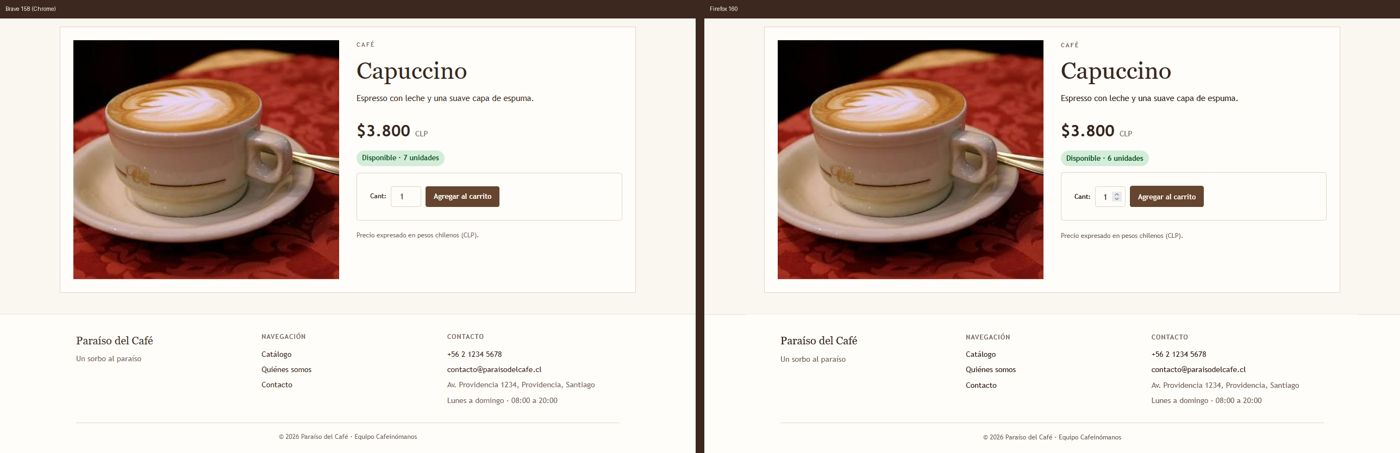 Brave 158 (Chrome)
CAFÉ
Capuccino
Espresso con leche y una suave capa de espuma.
$3.800 CLP
Disponible · 7 unidades
Cant: 1 Agregar al carrito
Precio expresado en pesos chilenos (CLP).
Paraíso del Café
Un sorbo al paraíso
NAVEGACIÓN
Catálogo
Quiénes somos
Contacto
CONTACTO
+56 2 1234 5678
contacto@paraisodelcafe.cl
Av. Providencia 1234, Providencia, Santiago
Lunes a domingo · 08:00 a 20:00
© 2026 Paraíso del Café · Equipo Cafeinómanos
Firefox 160
CAFÉ
Capuccino
Espresso con leche y una suave capa de espuma.
$3.800 CLP
Disponible · 6 unidades
Cant: 1 Agregar al carrito
Precio expresado en pesos chilenos (CLP).
Paraíso del Café
Un sorbo al paraíso
NAVEGACIÓN
Catálogo
Quiénes somos
Contacto
CONTACTO
+56 2 1234 5678
contacto@paraisodelcafe.cl
Av. Providencia 1234, Providencia, Santiago
Lunes a domingo · 08:00 a 20:00
© 2026 Paraíso del Café · Equipo Cafeinómanos